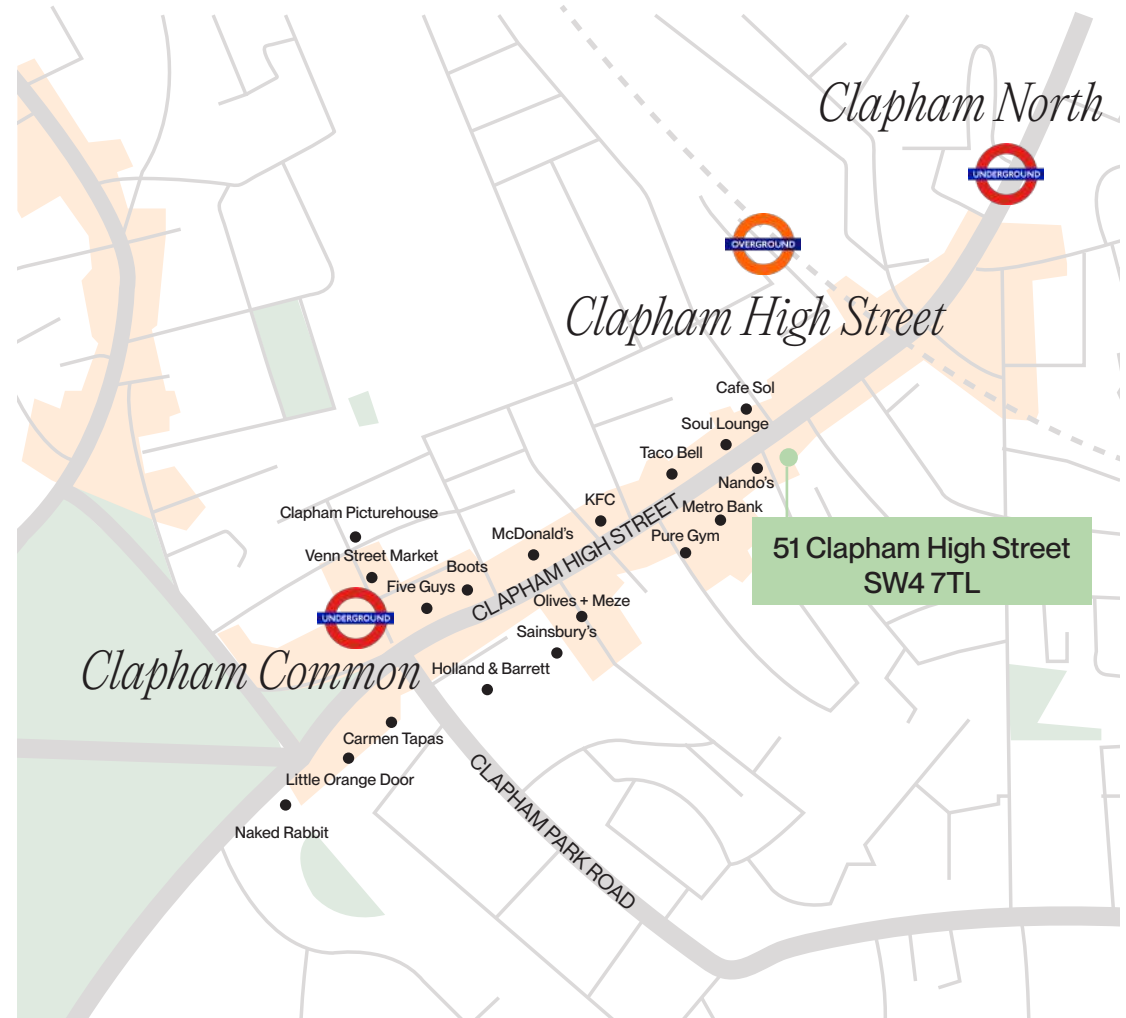 Clapham North
UNDERGROUND
OVERGROUND
Clapham High Street
Cafe Sol
Soul Lounge
Taco Bell
Nando’s
KFC
Metro Bank
Clapham Picturehouse
McDonald’s
Pure Gym
51 Clapham High Street
SW4 7TL
Venn Street Market
Boots
Five Guys
CLAPHAM HIGH STREET
Olives + Meze
UNDERGROUND
Sainsbury’s
Clapham Common
Holland & Barrett
Carmen Tapas
Little Orange Door
CLAPHAM PARK ROAD
Naked Rabbit